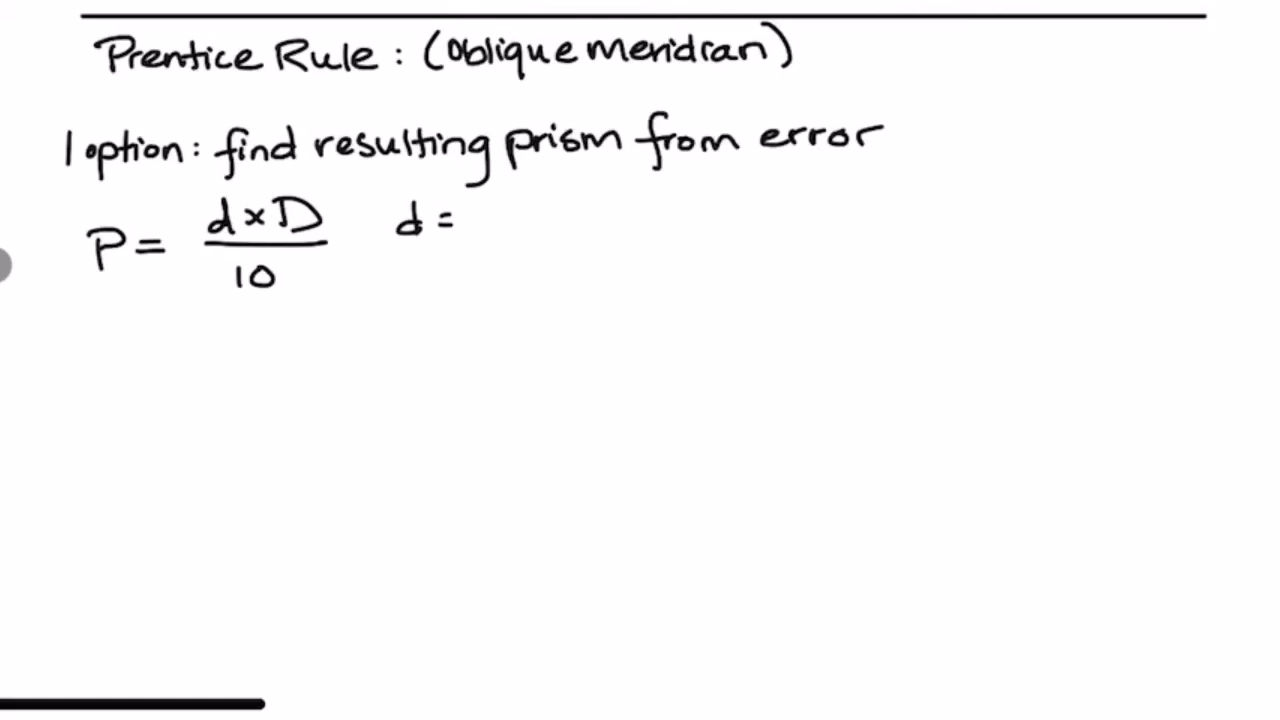 Prentice Rule: (oblique meridian)
1 option: find resulting prism from error
P = d x D / 10 d =